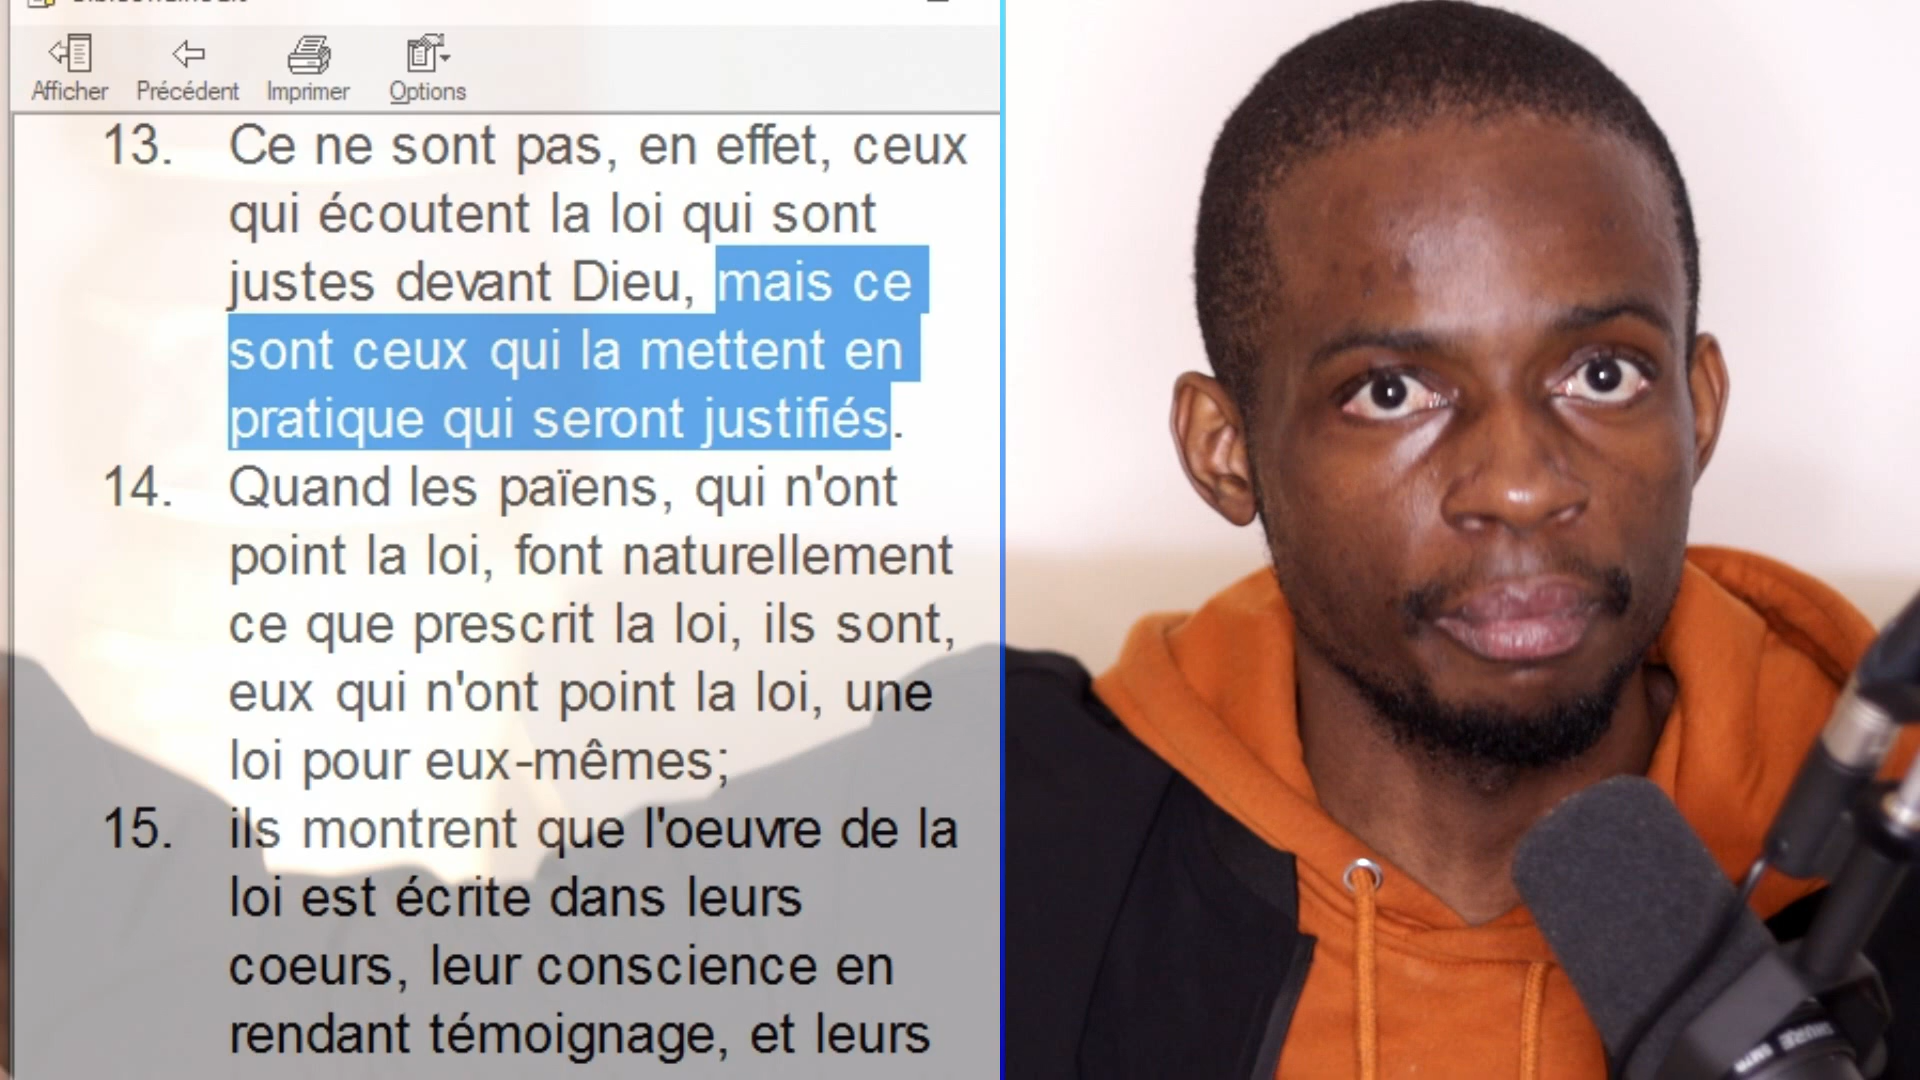 Afficher Précédent Imprimer Options
13. Ce ne sont pas, en effet, ceux
qui écoutent la loi qui sont
justes devant Dieu, mais ce
sont ceux qui la mettent en
pratique qui seront justifiés.
14. Quand les païens, qui n'ont
point la loi, font naturellement
ce que prescrit la loi, ils sont,
eux qui n'ont point la loi, une
loi pour eux-mêmes;
15. ils montrent que l'oeuvre de la
loi est écrite dans leurs
coeurs, leur conscience en
rendant témoignage, et leurs